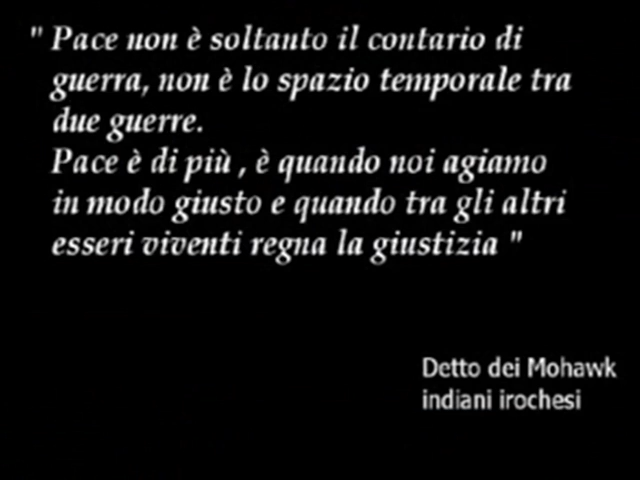 " Pace non è soltanto il contario di
guerra, non è lo spazio temporale tra
due guerre.
Pace è di più , è quando noi agiamo
in modo giusto e quando tra gli altri
esseri viventi regna la giustizia "
Detto dei Mohawk
indiani irochesi